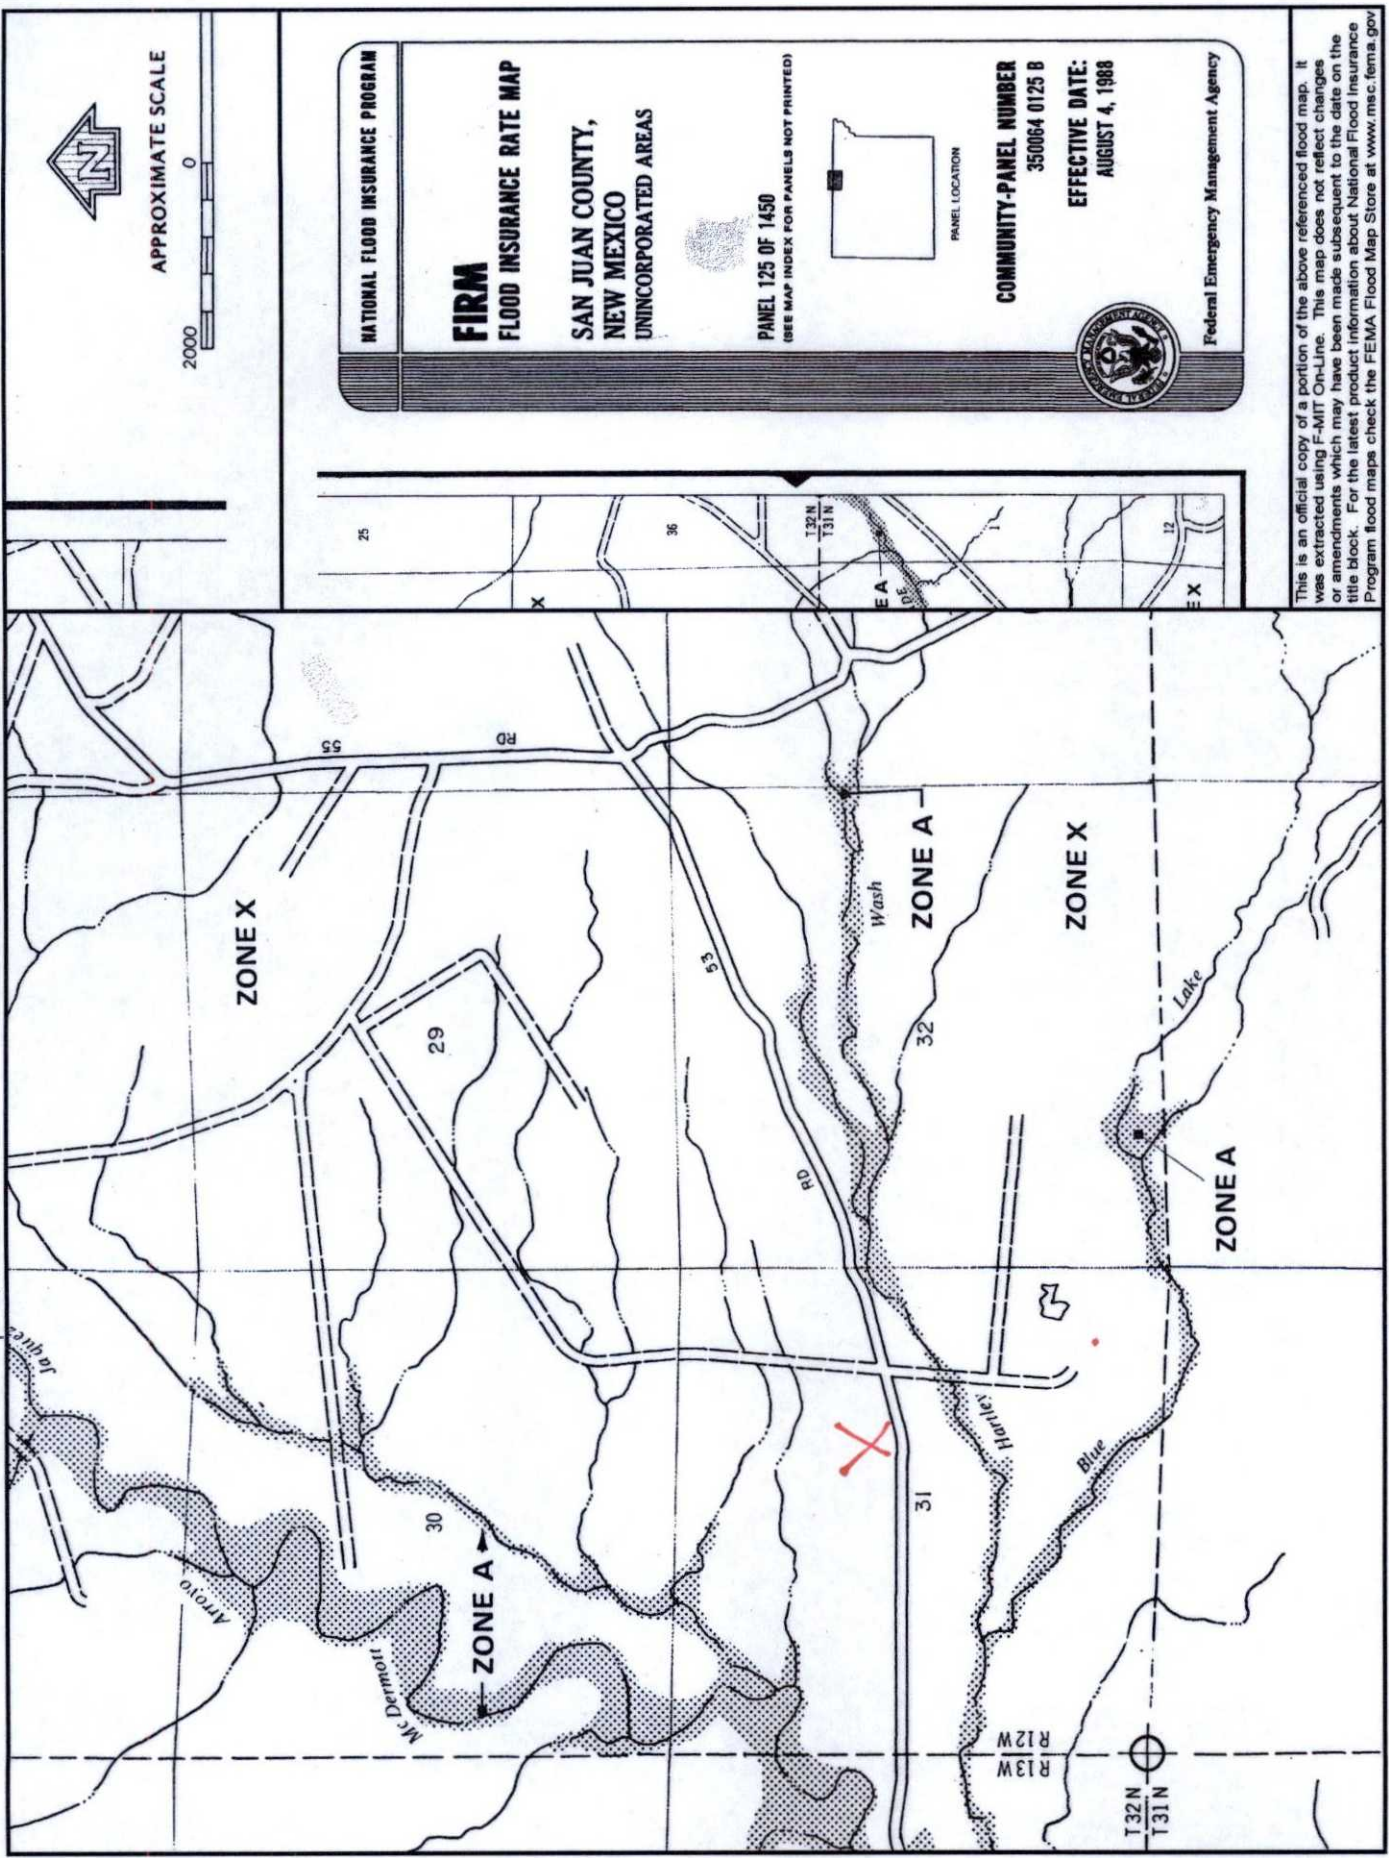 APPROXIMATE SCALE
2000 0
N
NATIONAL FLOOD INSURANCE PROGRAM
FIRM
FLOOD INSURANCE RATE MAP
SAN JUAN COUNTY,
NEW MEXICO
UNINCORPORATED AREAS
PANEL 125 OF 1450
(SEE MAP INDEX FOR PANELS NOT PRINTED)
PANEL LOCATION
COMMUNITY-PANEL NUMBER
350064 0125 B
EFFECTIVE DATE:
AUGUST 4, 1988
FEDERAL EMERGENCY MANAGEMENT AGENCY
Federal Emergency Management Agency
This is an official copy of a portion of the above referenced flood map. It
was extracted using F-MIT On-Line. This map does not reflect changes
or amendments which may have been made subsequent to the date on the
title block. For the latest product information about National Flood Insurance
Program flood maps check the FEMA Flood Map Store at www.msc.fema.gov
25
X
36
T32N
T31N
E A
DE
1
12
E X
55
RD
ZONE X
29
53
RD
Wash
ZONE A
32
ZONE X
Lake
ZONE A
Jaquez
Arroyo
30
ZONE A
McDermott
31
Hartley
Blue
R12W
R13W
T32N
T31N